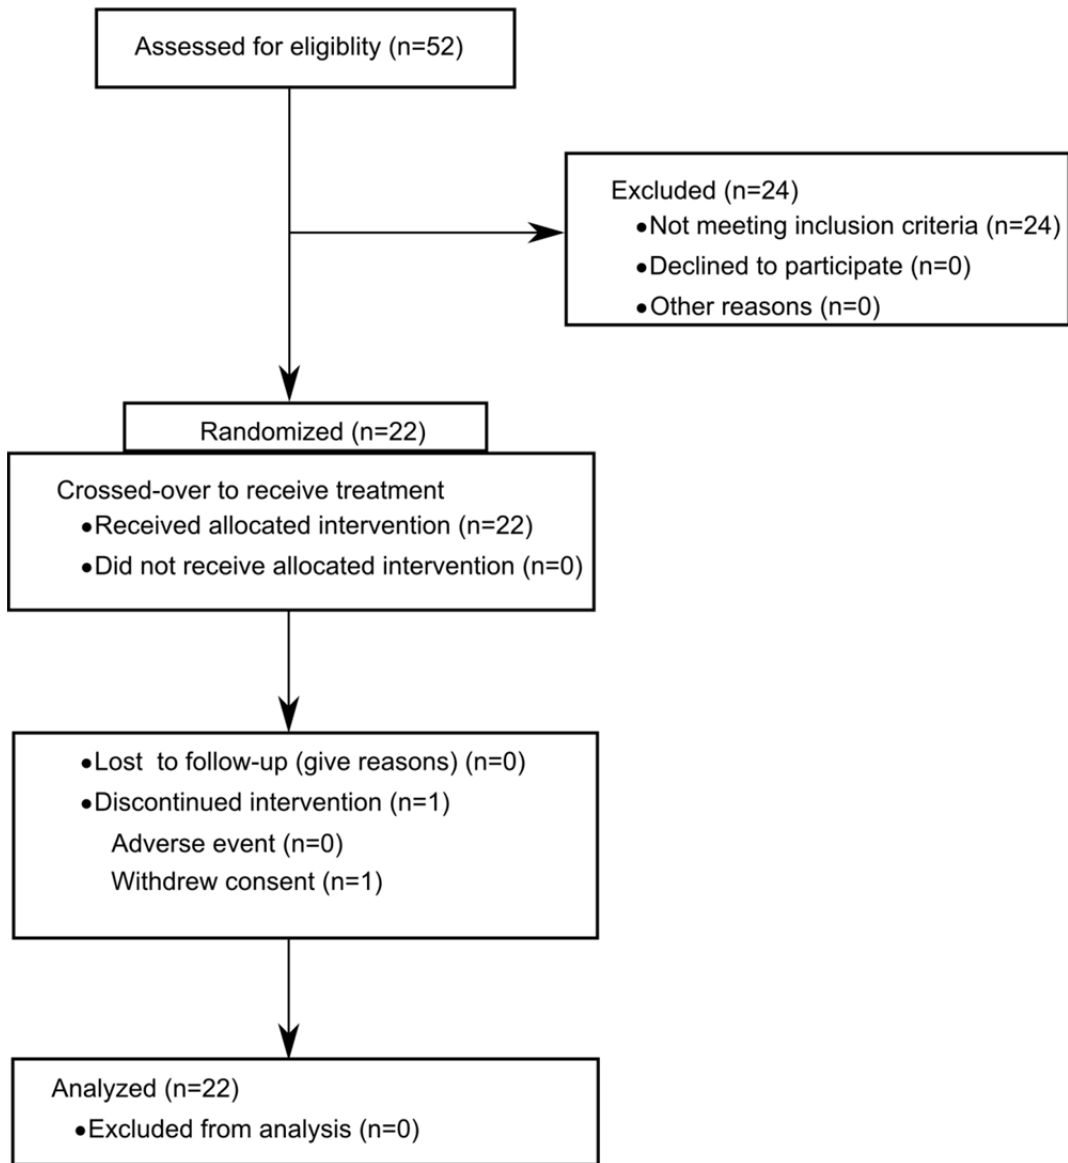 Assessed for eligiblity (n=52)
Excluded (n=24)
•Not meeting inclusion criteria (n=24)
•Declined to participate (n=0)
•Other reasons (n=0)
Randomized (n=22)
Crossed-over to receive treatment
•Received allocated intervention (n=22)
•Did not receive allocated intervention (n=0)
•Lost  to follow-up (give reasons) (n=0)
•Discontinued intervention (n=1)
Adverse event (n=0)
Withdrew consent (n=1)
Analyzed (n=22)
•Excluded from analysis (n=0)